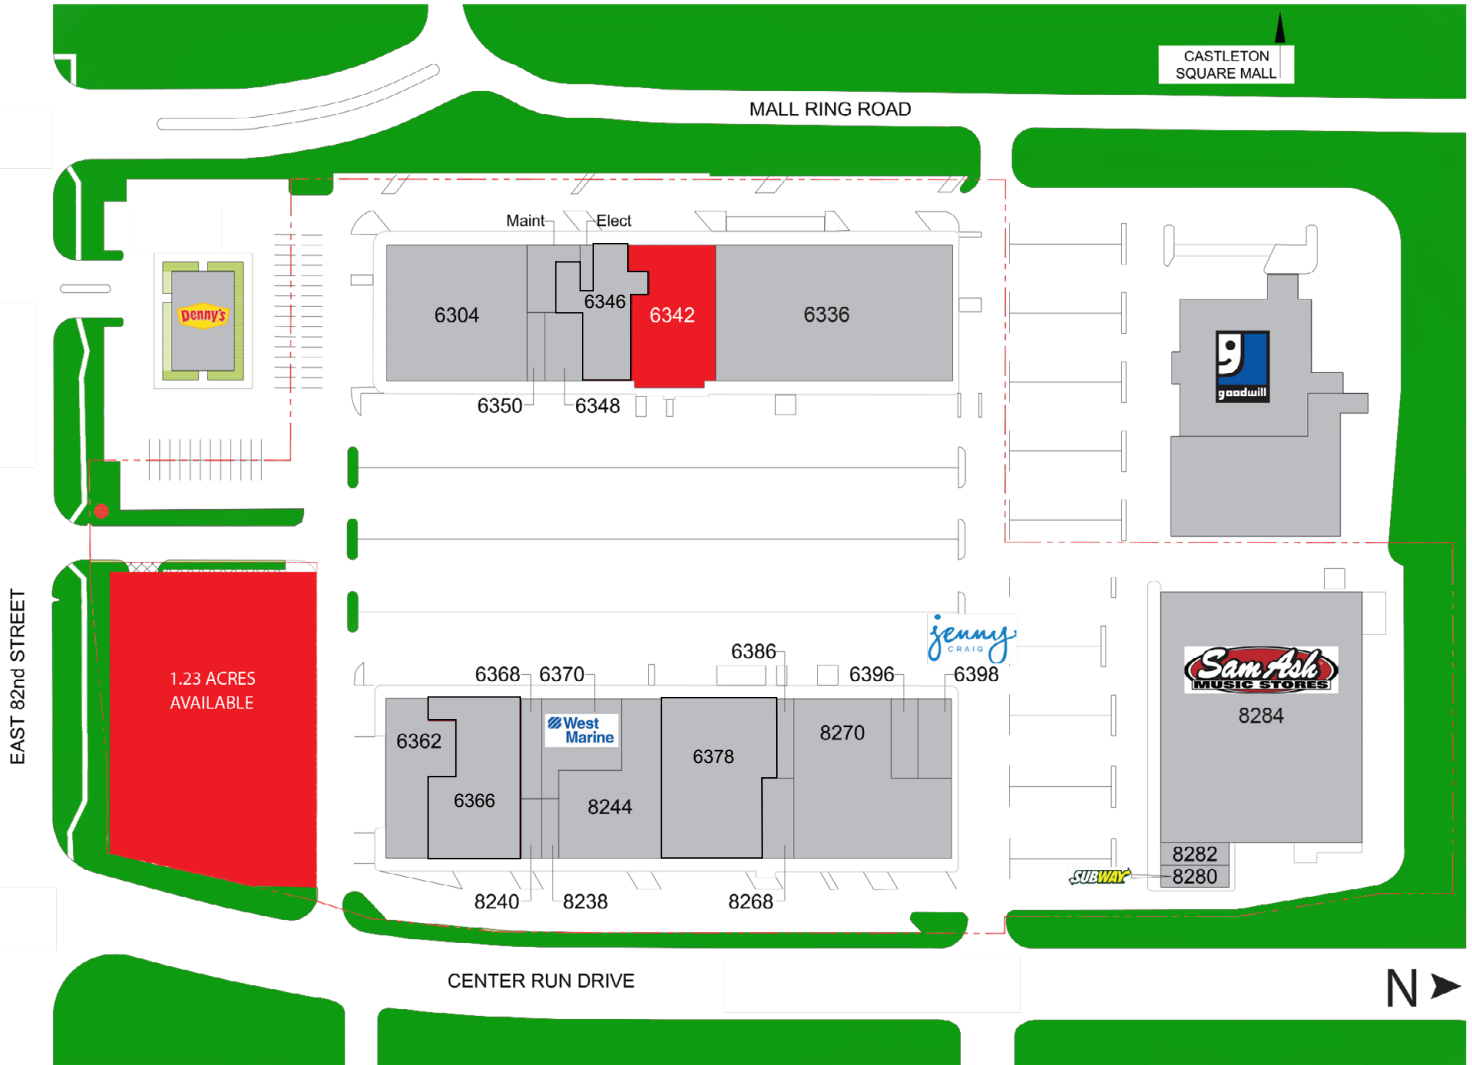 CASTLETON
SQUARE MALL
MALL RING ROAD
Maint
Elect
6304
6346
6342
6336
Denny's
goodwill
6350
6348
EAST 82nd STREET
1.23 ACRES
AVAILABLE
jenny
CRAIG
6386
6368
6370
6396
6398
Sam Ash
MUSIC STORES
8284
West
Marine
6362
6378
8270
6366
8244
8282
SUBWAY
8280
8240
8238
8268
CENTER RUN DRIVE
N